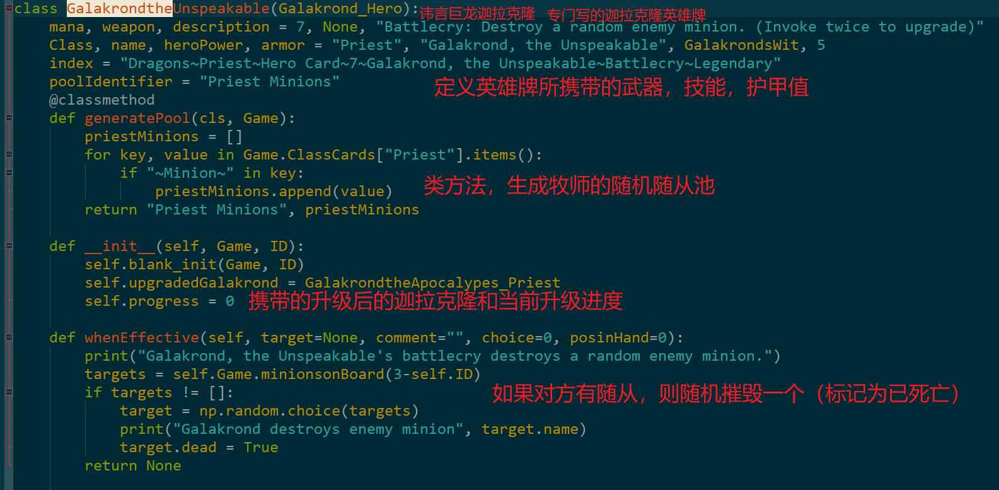 class GalakrondtheUnspeakable(Galakrond_Hero):讳言巨龙迦拉克隆 专门写的迦拉克隆英雄牌
mana, weapon, description = 7, None, "Battlecry: Destroy a random enemy minion. (Invoke twice to upgrade)"
Class, name, heroPower, armor = "Priest", "Galakrond, the Unspeakable", GalakrondsWit, 5
index = "Dragons~Priest~Hero Card~7~Galakrond, the Unspeakable~Battlecry~Legendary"
poolIdentifier = "Priest Minions"
定义英雄牌所携带的武器，技能，护甲值
@classmethod
def generatePool(cls, Game):
priestMinions = []
for key, value in Game.ClassCards["Priest"].items():
if "~Minion~" in key:
类方法，生成牧师的随机随从池
priestMinions.append(value)
return "Priest Minions", priestMinions
def __init__(self, Game, ID):
self.blank_init(Game, ID)
self.upgradedGalakrond = GalakrondtheApocalypes_Priest
self.progress = 0 携带的升级后的迦拉克隆和当前升级进度
def whenEffective(self, target=None, comment="", choice=0, posinHand=0):
print("Galakrond, the Unspeakable's battlecry destroys a random enemy minion.")
targets = self.Game.minionsonBoard(3-self.ID)
if targets != []: 如果对方有随从，则随机摧毁一个（标记为已死亡）
target = np.random.choice(targets)
print("Galakrond destroys enemy minion", target.name)
target.dead = True
return None